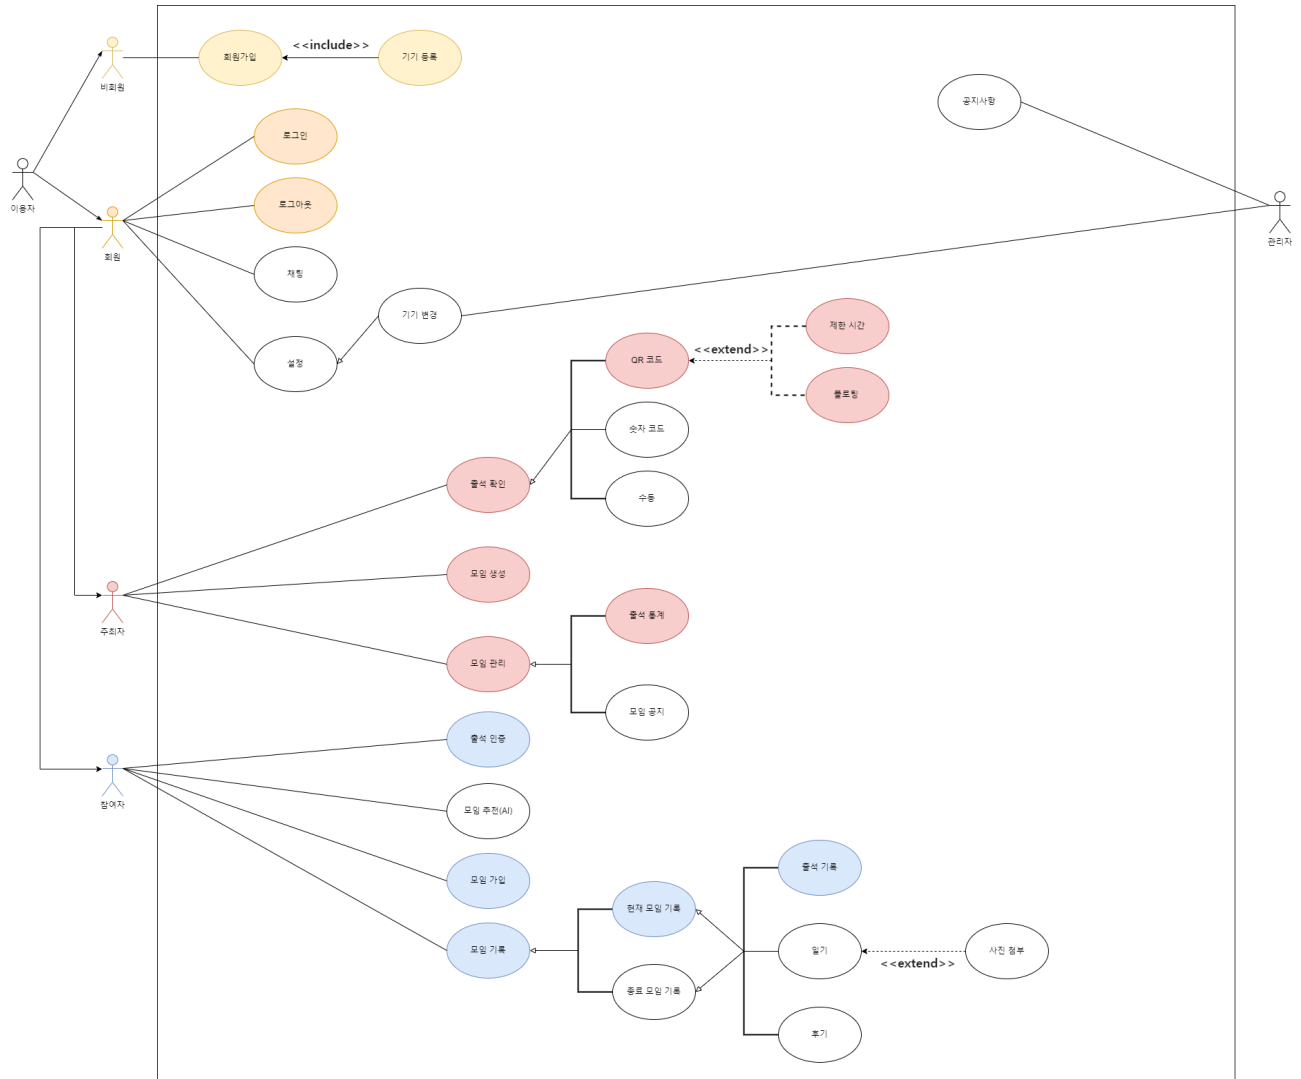 비회원
회원가입
<<include>>
기기 등록
공지사항
로그인
이용자
로그아웃
회원
관리자
채팅
기기 변경
설정
QR 코드
<<extend>>
제한 시간
플로팅
숫자 코드
출석 확인
수동
모임 생성
주최자
출석 통계
모임 관리
모임 공지
출석 인증
참여자
모임 추천(AI)
모임 가입
출석 기록
현재 모임 기록
모임 기록
일기
<<extend>>
사진 첨부
종료 모임 기록
후기